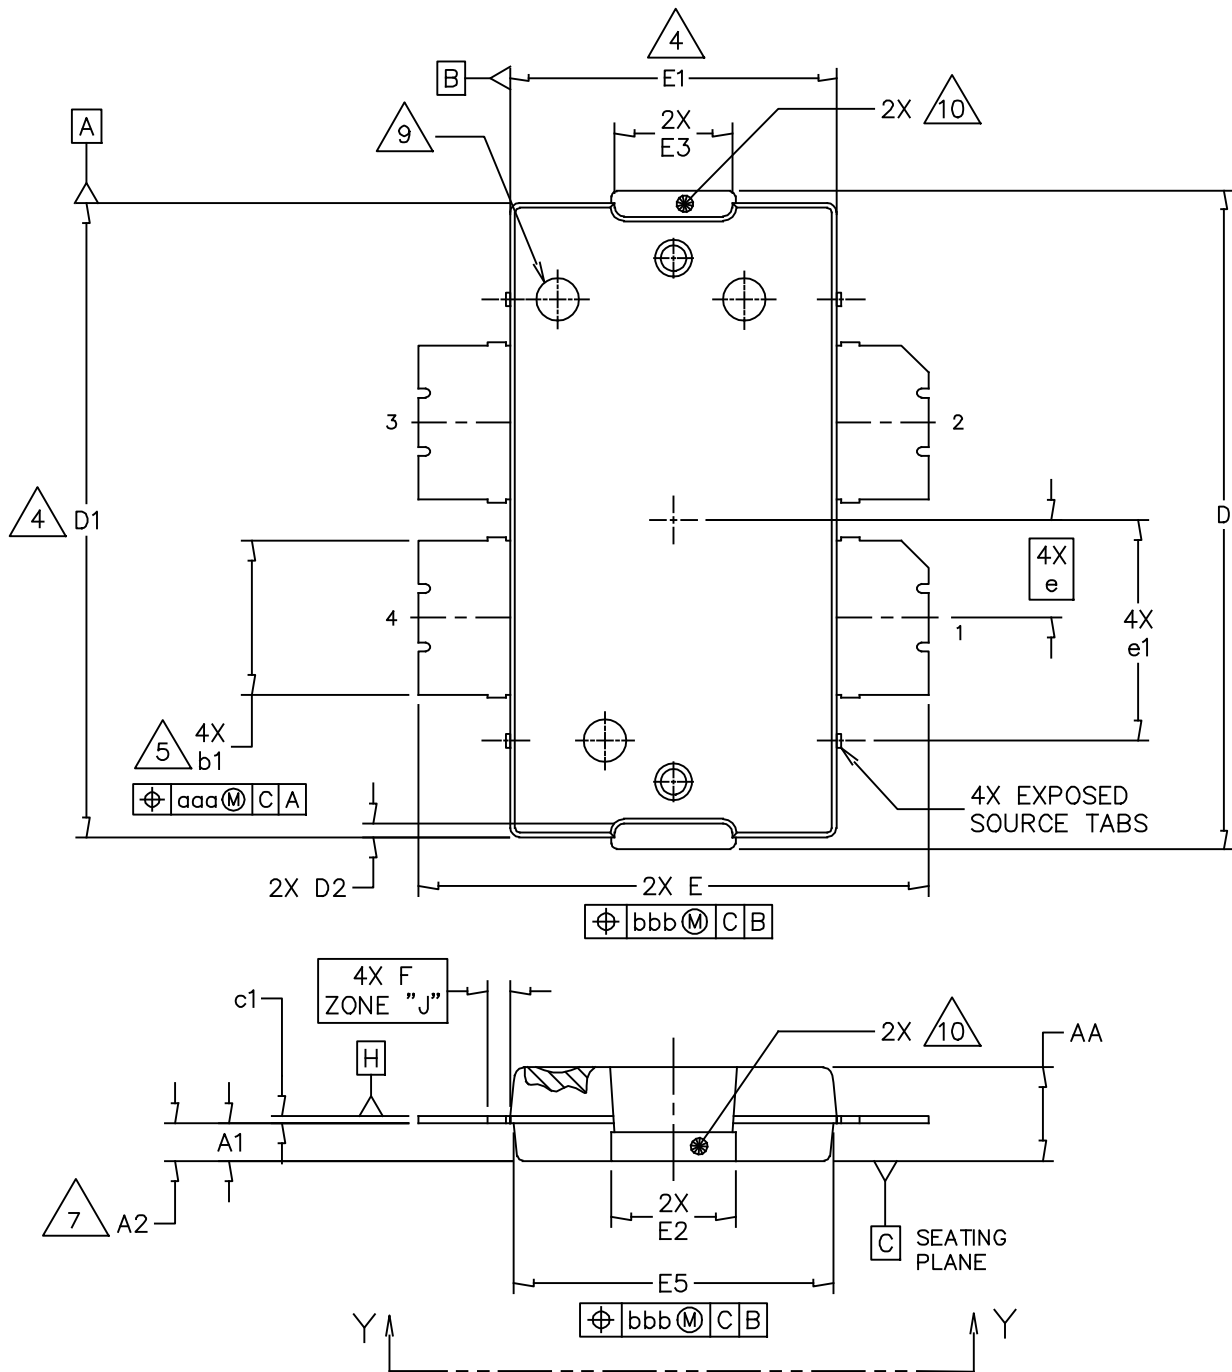 4
B
E1
A
9
2X
E3
2X 10
3
2
4 D1
D
4X
e
4
1
4X
e1
5 4X
b1
⌖ aaa Ⓜ C A
4X EXPOSED
SOURCE TABS
2X D2
2X E
⌖ bbb Ⓜ C B
4X F
ZONE "J"
c1
H
2X 10
AA
A1
7 A2
2X
E2
C SEATING
PLANE
E5
⌖ bbb Ⓜ C B
Y
Y